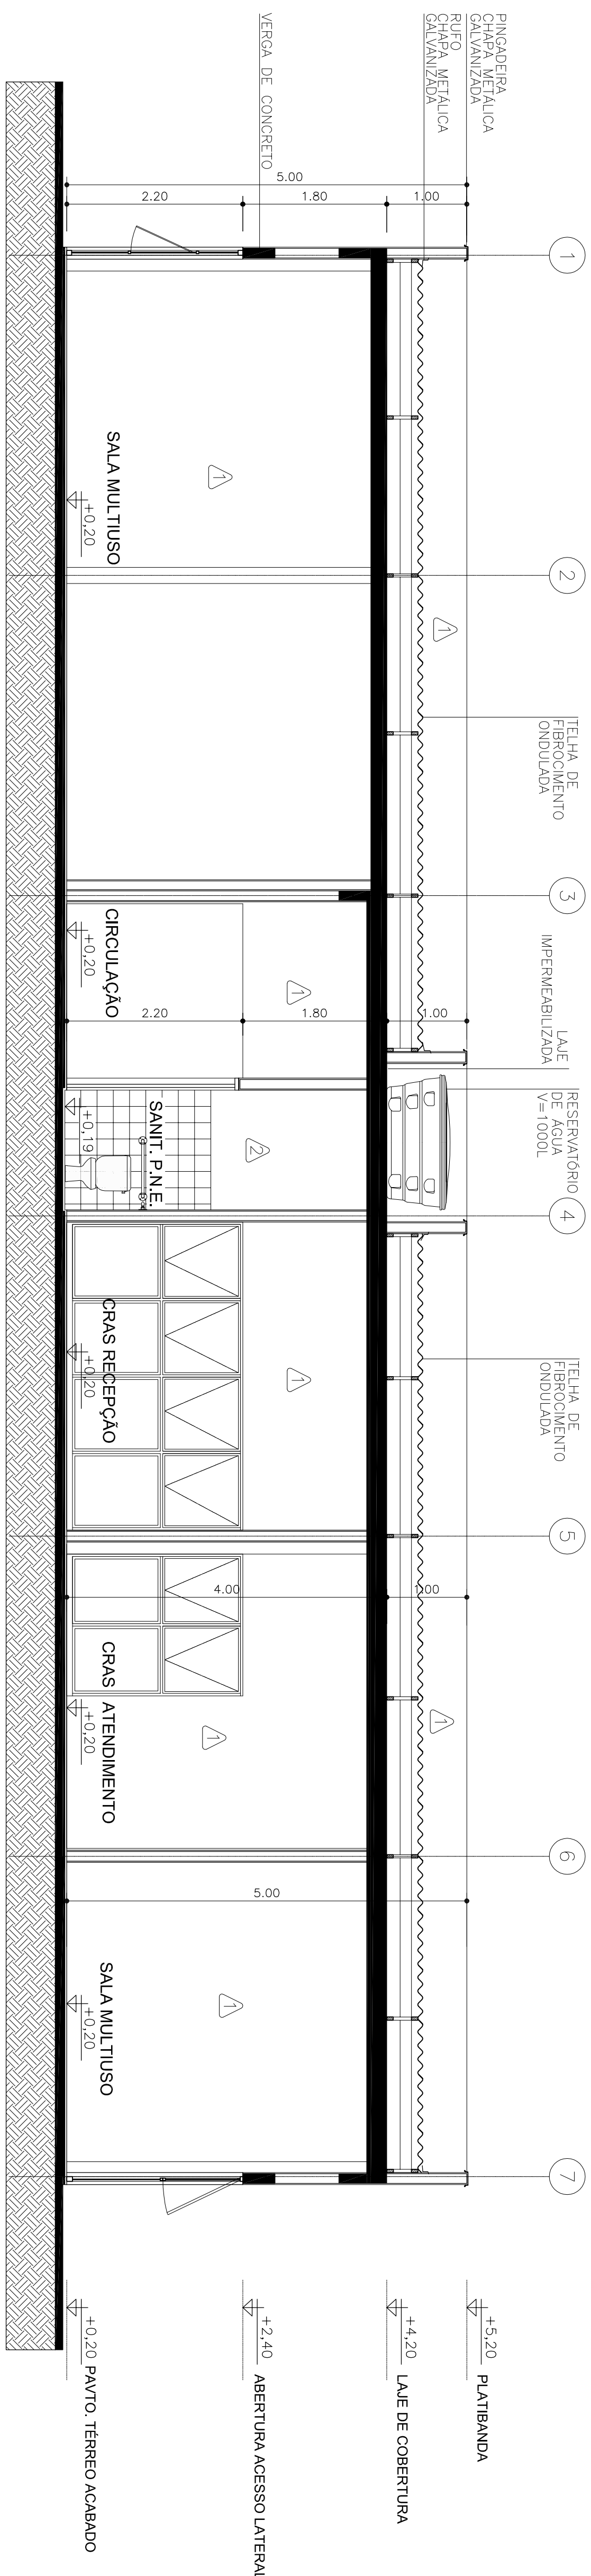 PINGADEIRA
CHAPA METÁLICA
GALVANIZADA
RUFO
CHAPA METÁLICA
GALVANIZADA
VERGA DE CONCRETO
1
2
3
4
5
6
7
TELHA DE
FIBROCIMENTO
ONDULADA
LAJE
IMPERMEABILIZADA
RESERVATÓRIO
DE ÁGUA
V=1000L
TELHA DE
FIBROCIMENTO
ONDULADA
5.00
2.20
1.80
1.00
1
1
SALA MULTIUSO
+0,20
CIRCULAÇÃO
+0,20
1
2.20
1.80
1.00
SANIT. P.N.E.
+0,19
2
CRAS RECEPÇÃO
+0,20
1
4.00
1.00
CRAS ATENDIMENTO
+0,20
1
1
5.00
SALA MULTIUSO
+0,20
1
+5,20 PLATIBANDA
+4,20 LAJE DE COBERTURA
+2,40 ABERTURA ACESSO LATERAL
+0,20 PAVTO. TÉRREO ACABADO